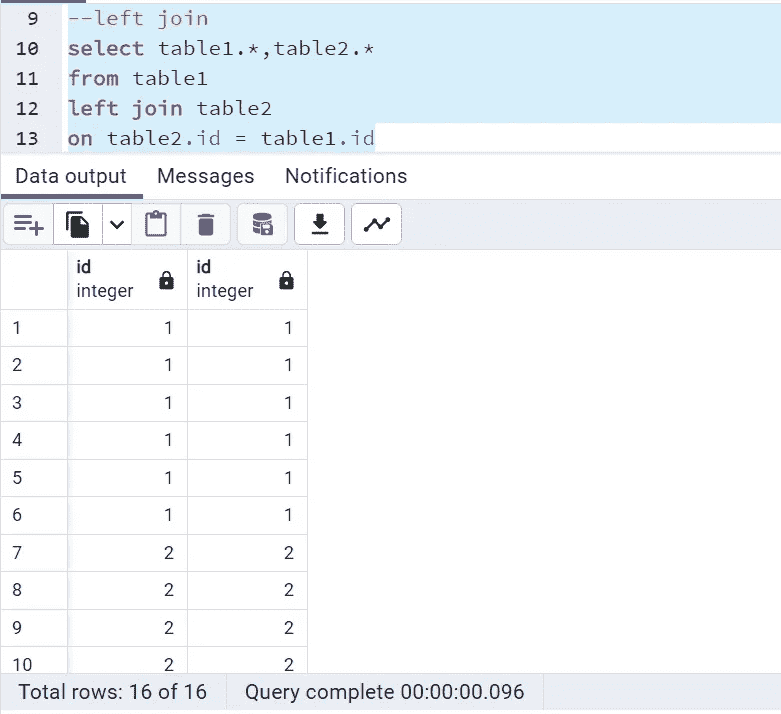 9 --left join
10 select table1.*,table2.*
11 from table1
12 left join table2
13 on table2.id = table1.id
Data output Messages Notifications
id id
integer integer
1 1 1
2 1 1
3 1 1
4 1 1
5 1 1
6 1 1
7 2 2
8 2 2
9 2 2
10 2 2
Total rows: 16 of 16 Query complete 00:00:00.096